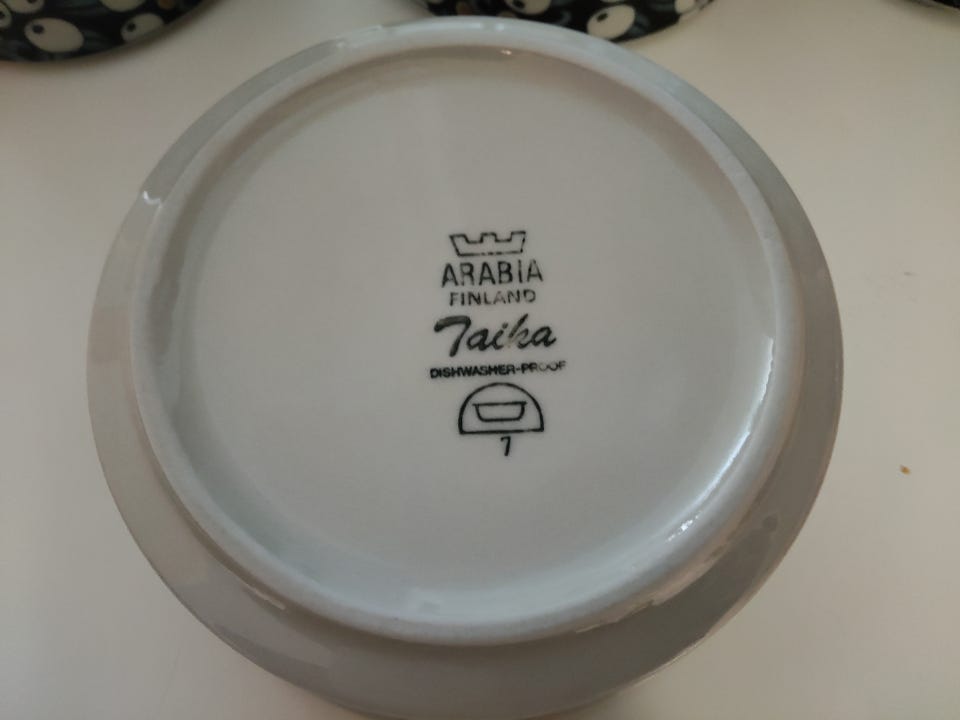 ARABIA
FINLAND
Taika
DISHWASHER-PROOF
7